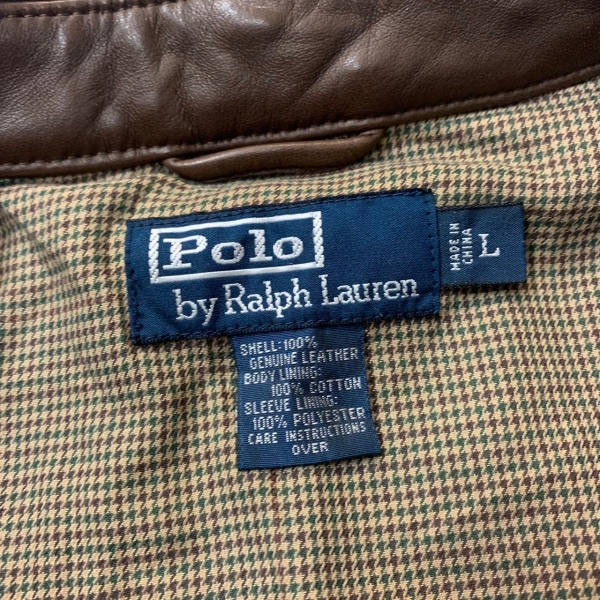 Polo
by Ralph Lauren
MADE IN
CHINA
L
SHELL:100%
GENUINE LEATHER
BODY LINING:
100% COTTON
SLEEVE LINING:
100% POLYESTER
CARE INSTRUCTIONS
OVER